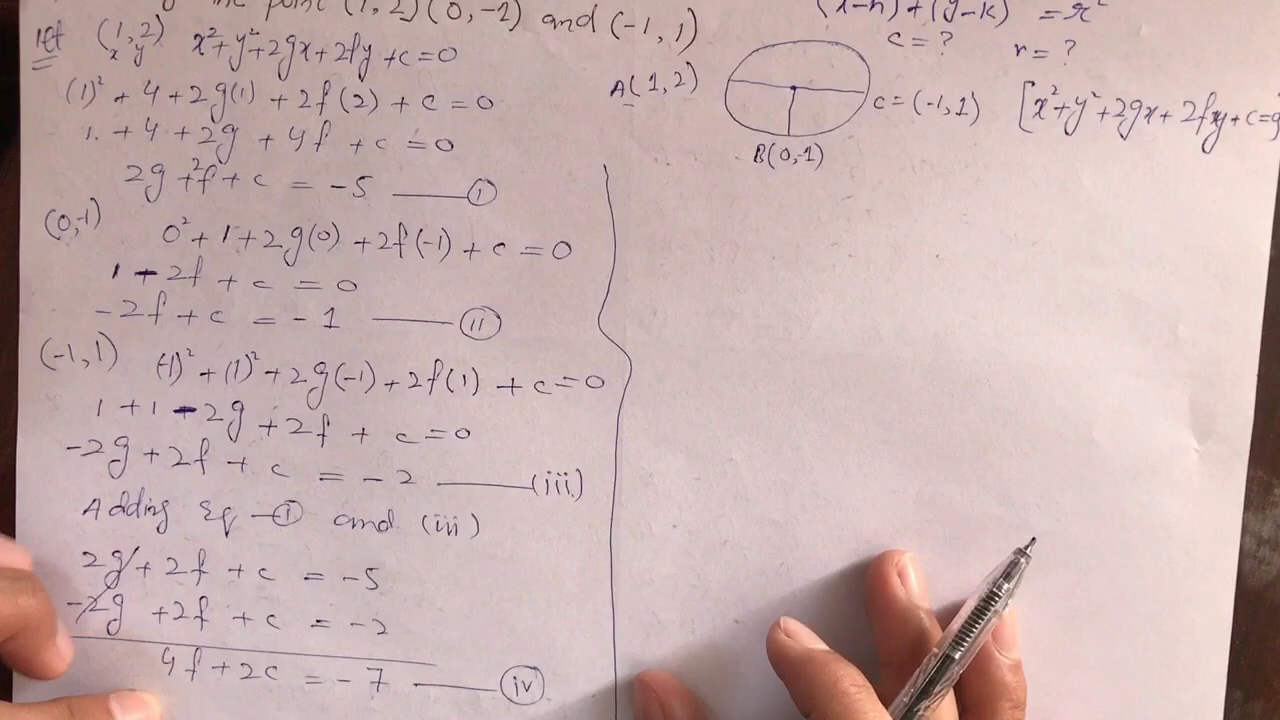 the point (1, 2) (0, -1) and (-1, 1)
let (1, 2) x² + y² + 2gx + 2fy + c = 0
x y
(1)² + 4 + 2g(1) + 2f(2) + c = 0
1 + 4 + 2g + 4f + c = 0
2g + 2f + c = -5 —— (i)
(0, -1) 0² + 1 + 2g(0) + 2f(-1) + c = 0
1 - 2f + c = 0
-2f + c = -1 —— (ii)
(-1, 1) (-1)² + (1)² + 2g(-1) + 2f(1) + c = 0
1 + 1 - 2g + 2f + c = 0
-2g + 2f + c = -2 —— (iii)
Adding Eq - (i) and (iii)
2g + 2f + c = -5
-2g + 2f + c = -2
4f + 2c = -7 —— (iv)
(x-h) + (y-k) = r²
c = ? r = ?
A(1, 2)
c = (-1, 1) [x² + y² + 2gx + 2fy + c = 0
B(0, -1)